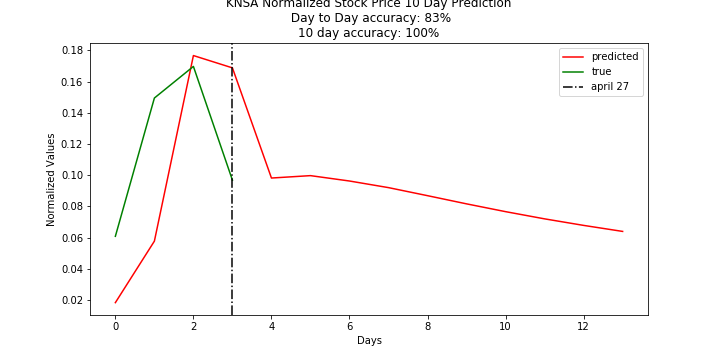 KNSA Normalized Stock Price 10 Day Prediction
Day to Day accuracy: 83%
10 day accuracy: 100%
predicted
true
april 27
Normalized Values
0.18
0.16
0.14
0.12
0.10
0.08
0.06
0.04
0.02
0 2 4 6 8 10 12
Days